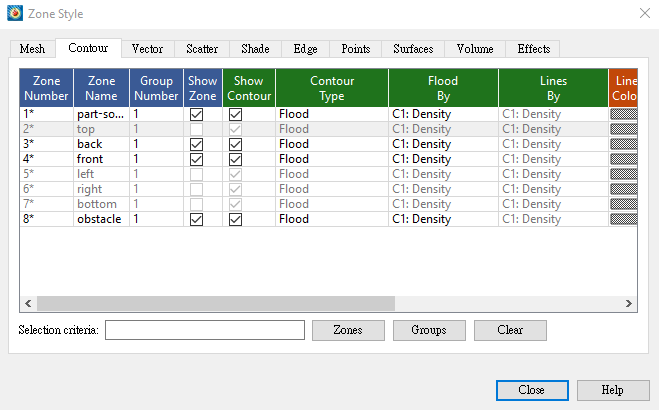 Zone Style
Mesh Contour Vector Scatter Shade Edge Points Surfaces Volume Effects
Zone Number Zone Name Group Number Show Zone Show Contour Contour Type Flood By Lines By Line Colo
1* part-so... 1 Flood C1: Density C1: Density
2* top 1 Flood C1: Density C1: Density
3* back 1 Flood C1: Density C1: Density
4* front 1 Flood C1: Density C1: Density
5* left 1 Flood C1: Density C1: Density
6* right 1 Flood C1: Density C1: Density
7* bottom 1 Flood C1: Density C1: Density
8* obstacle 1 Flood C1: Density C1: Density
Selection criteria: Zones Groups Clear
Close Help